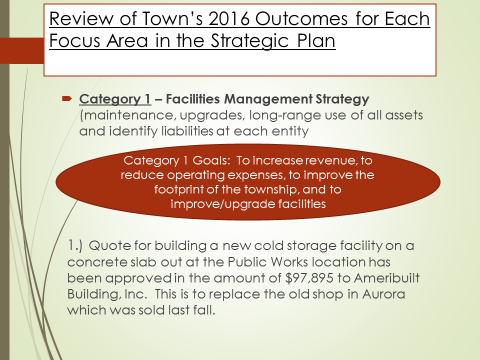 Review of Town's 2016 Outcomes for Each
Focus Area in the Strategic Plan
Category 1 – Facilities Management Strategy
(maintenance, upgrades, long-range use of all assets
and identify liabilities at each entity
Category 1 Goals: To increase revenue, to
reduce operating expenses, to improve the
footprint of the township, and to
improve/upgrade facilities
1.) Quote for building a new cold storage facility on a
concrete slab out at the Public Works location has
been approved in the amount of $97,895 to Ameribuilt
Building, Inc. This is to replace the old shop in Aurora
which was sold last fall.